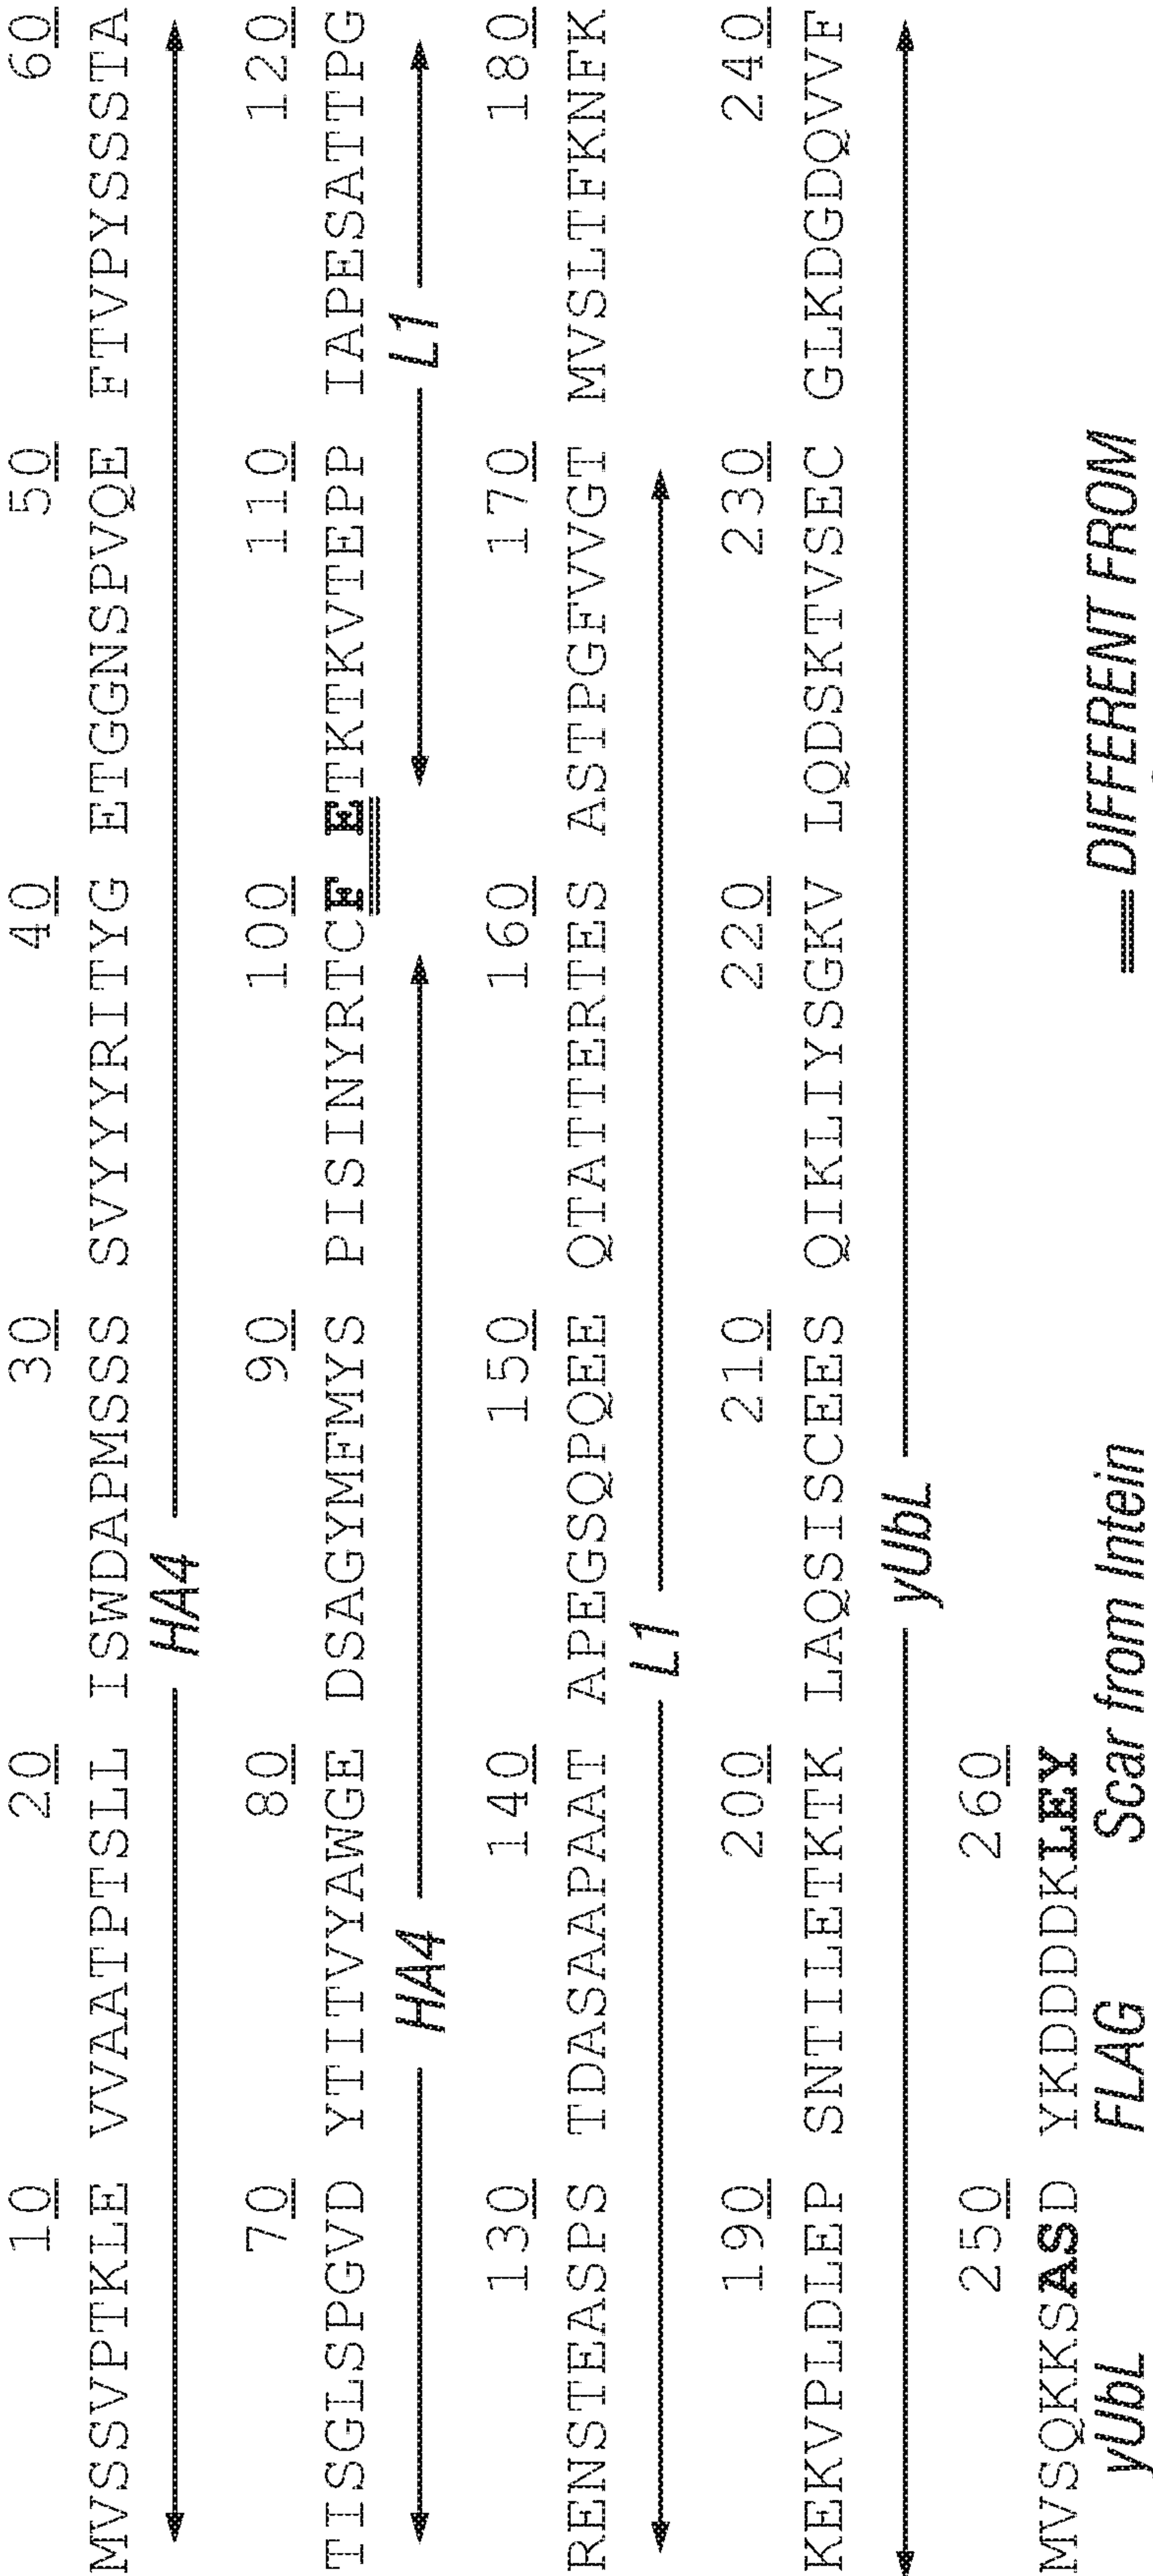 10 20 30 40 50 60
MVSSVPTKLE VVAATPTSLL ISWDAPMSSS SVYYYRITYG ETGGNSPVQE FTVPYSSSTA
HA4
70 80 90 100 110 120
TISGLSPGVD YTITVYAWGE DSAGYMFMYS PISINYRTCE ETKTKVTEPP IAPESATTPG
HA4 L1
130 140 150 160 170 180
RENSTEASPS TDASAAPAAT APEGSQPQEE QTATTERTES ASTPGFVVGT MVSLTFKNFK
L1
190 200 210 220 230 240
KEKVPLDLEP SNTILETKTK LAQSISCEES QIKLIYSGKV LQDSKTVSEC GLKDGDQVVF
yUbL
250 260
MVSQKKSASD YKDDDDKLEY
yUbL FLAG Scar from Intein DIFFERENT FROM